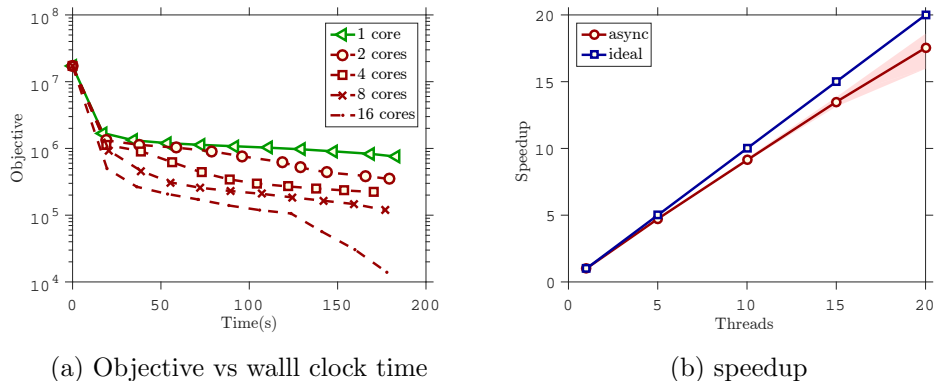 10^8
10^7
10^6
10^5
10^4
Objective
0
50
100
150
200
Time(s)
1 core
2 cores
4 cores
8 cores
16 cores
(a) Objective vs walll clock time
20
15
10
5
0
Speedup
0
5
10
15
20
Threads
async
ideal
(b) speedup